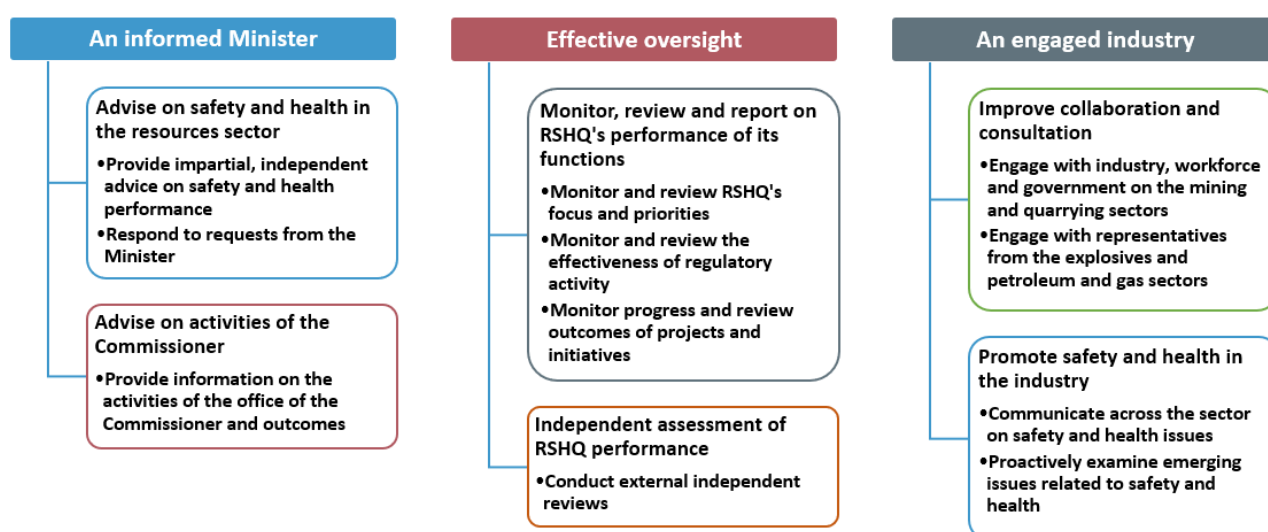 An informed Minister
Advise on safety and health in
the resources sector
•Provide impartial, independent
advice on safety and health
performance
•Respond to requests from the
Minister
Advise on activities of the
Commissioner
•Provide information on the
activities of the office of the
Commissioner and outcomes
Effective oversight
Monitor, review and report on
RSHQ's performance of its
functions
•Monitor and review RSHQ's
focus and priorities
•Monitor and review the
effectiveness of regulatory
activity
•Monitor progress and review
outcomes of projects and
initiatives
Independent assessment of
RSHQ performance
•Conduct external independent
reviews
An engaged industry
Improve collaboration and
consultation
•Engage with industry, workforce
and government on the mining
and quarrying sectors
•Engage with representatives
from the explosives and
petroleum and gas sectors
Promote safety and health in
the industry
•Communicate across the sector
on safety and health issues
•Proactively examine emerging
issues related to safety and
health